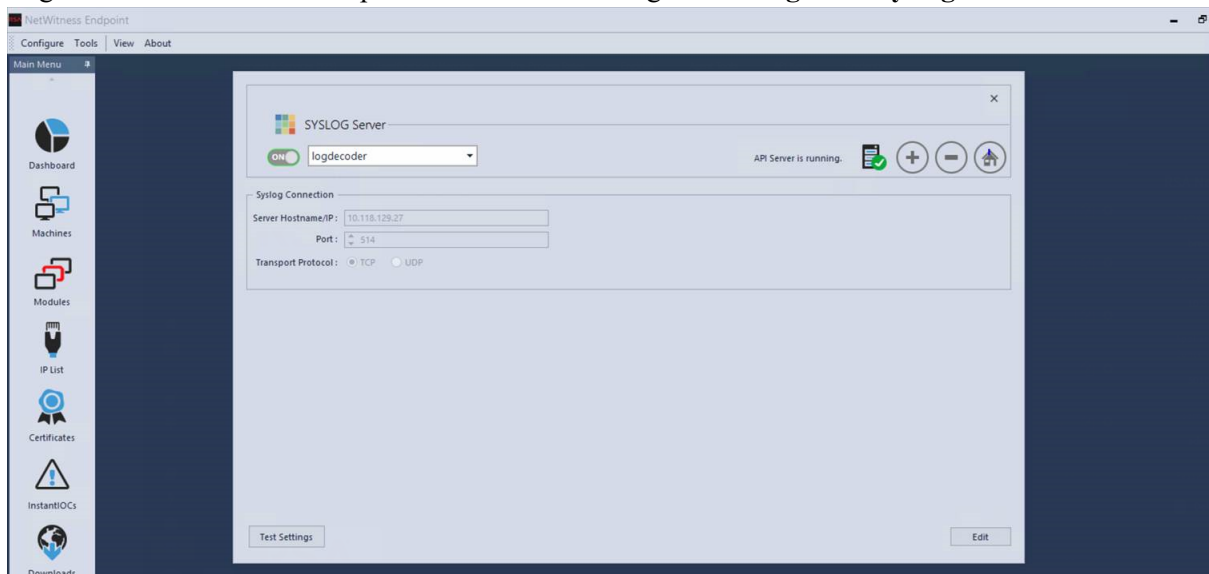 NetWitness Endpoint
Configure Tools View About
Main Menu
SYSLOG Server
ON logdecoder
API Server is running.
Dashboard
Syslog Connection
Server Hostname/IP : 10.118.129.27
Port : 514
Transport Protocol : TCP UDP
Machines
Modules
IP List
Certificates
InstantIOCs
Downloads
Test Settings
Edit